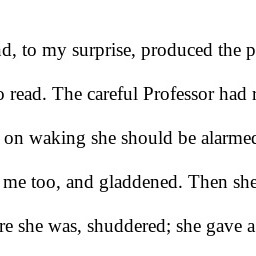 d, to my surprise, produced the p
read. The careful Professor had
on waking she should be alarmed
me too, and gladdened. Then she
re she was, shuddered; she gave a